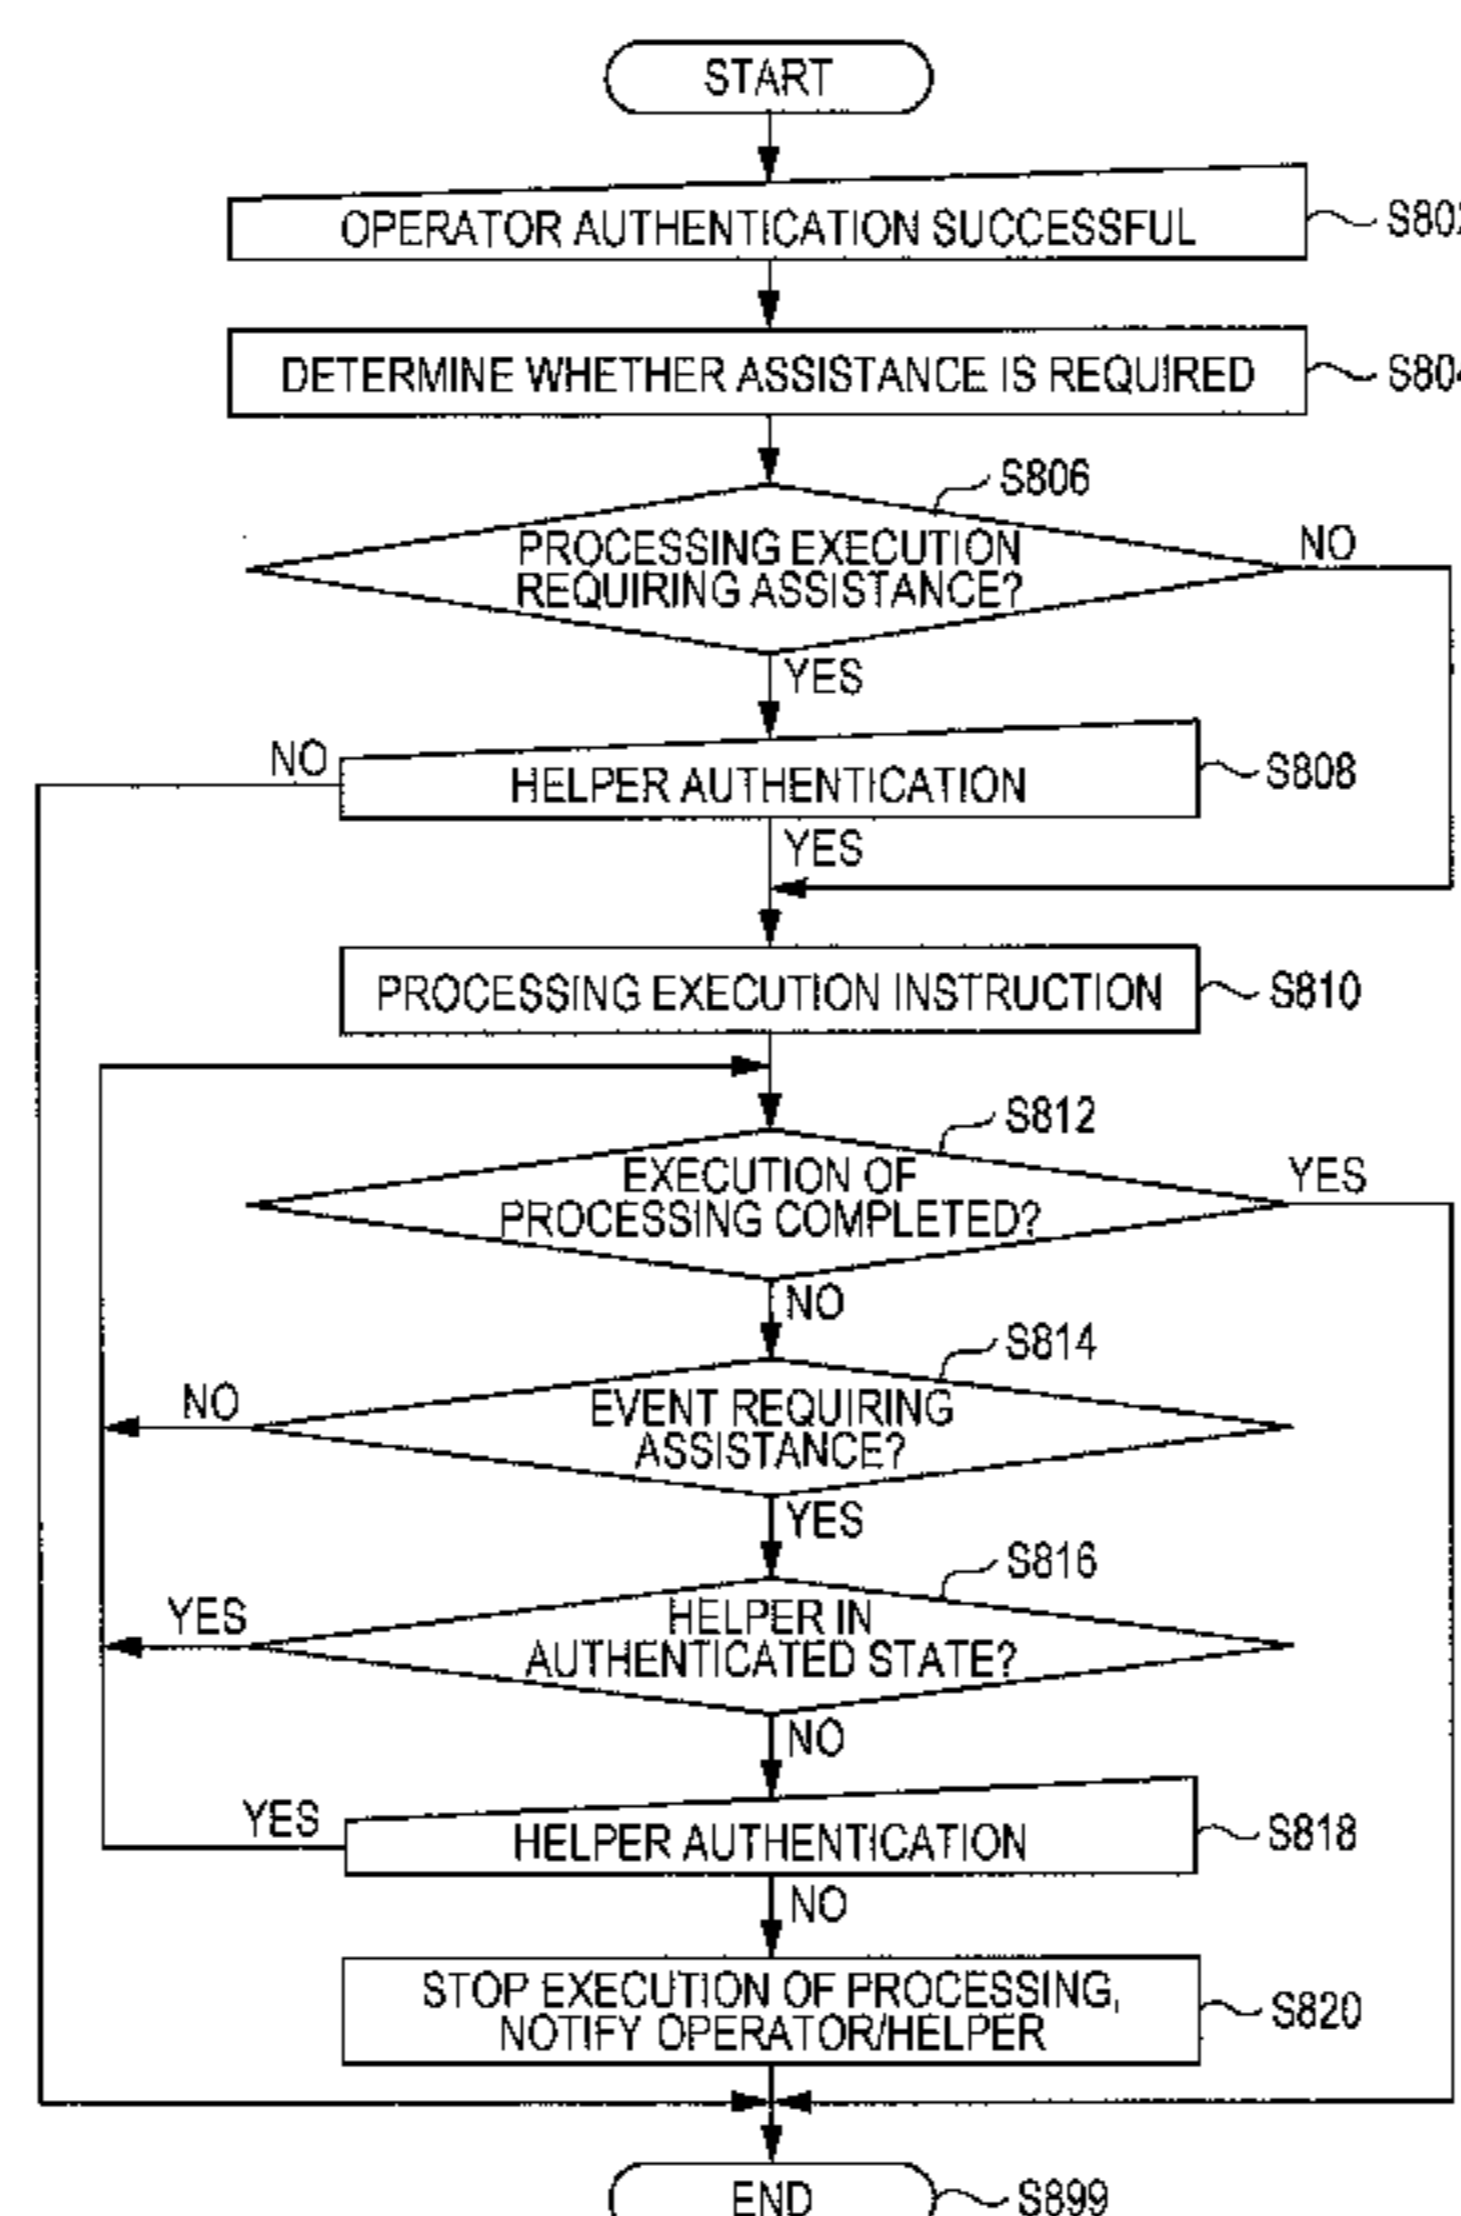 START
OPERATOR AUTHENTICATION SUCCESSFUL
S802
DETERMINE WHETHER ASSISTANCE IS REQUIRED
S804
S806
PROCESSING EXECUTION
REQUIRING ASSISTANCE?
NO
YES
NO
HELPER AUTHENTICATION
S808
YES
PROCESSING EXECUTION INSTRUCTION
S810
S812
EXECUTION OF
PROCESSING COMPLETED?
YES
NO
S814
NO
EVENT REQUIRING
ASSISTANCE?
YES
S816
YES
HELPER IN
AUTHENTICATED STATE?
NO
YES
HELPER AUTHENTICATION
S818
NO
STOP EXECUTION OF PROCESSING,
NOTIFY OPERATOR/HELPER
S820
END
S899